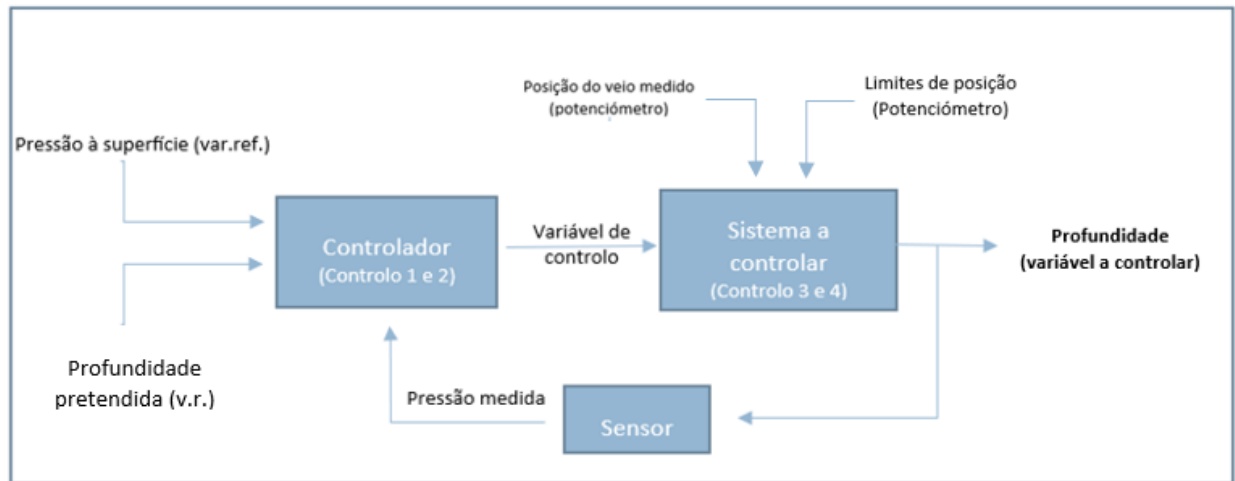 Posição do veio medido
(potenciómetro)
Limites de posição
(Potenciómetro)
Pressão à superfície (var.ref.)
Controlador
(Controlo 1 e 2)
Variável de
controlo
Sistema a
controlar
(Controlo 3 e 4)
Profundidade
(variável a controlar)
Profundidade
pretendida (v.r.)
Pressão medida
Sensor